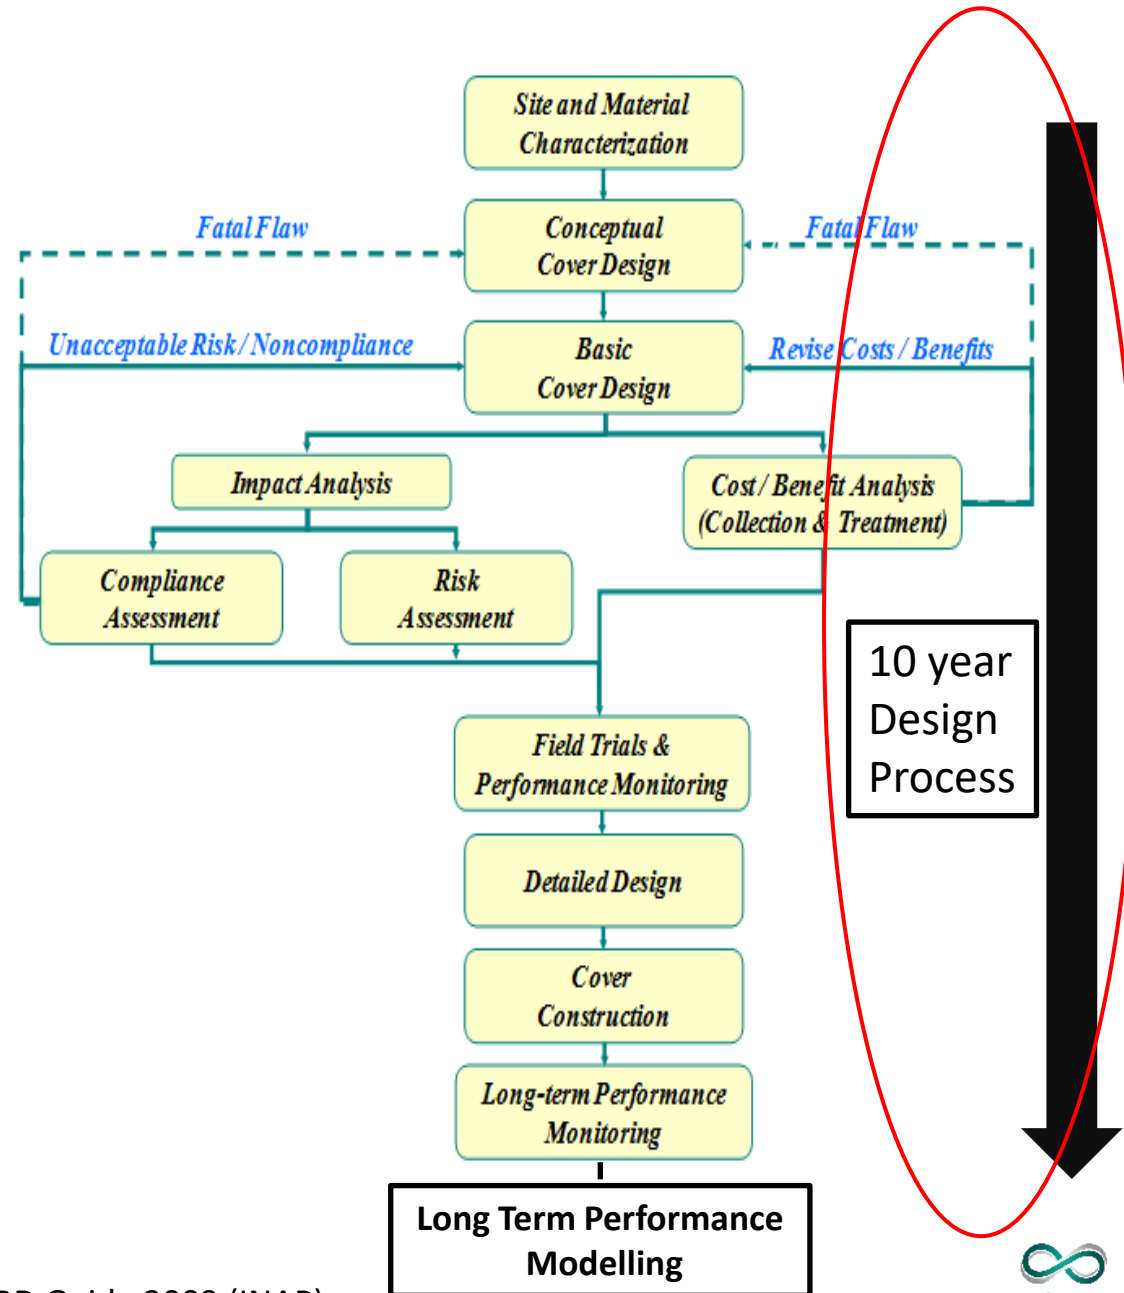 Site and Material
Characterization
Fatal Flaw
Conceptual
Cover Design
Fatal Flaw
Unacceptable Risk / Noncompliance
Basic
Cover Design
Revise Costs / Benefits
Impact Analysis
Cost / Benefit Analysis
(Collection & Treatment)
Compliance
Assessment
Risk
Assessment
10 year
Design
Process
Field Trials &
Performance Monitoring
Detailed Design
Cover
Construction
Long-term Performance
Monitoring
Long Term Performance
Modelling